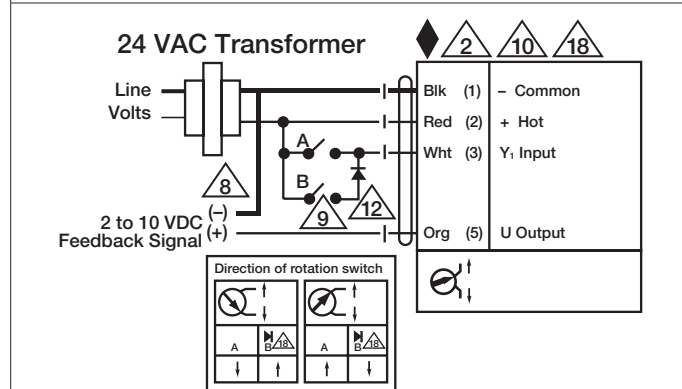 24 VAC Transformer
2 10 18
Line
Volts
Blk (1) – Common
Red (2) + Hot
A
Wht (3) Y₁ Input
B
8
9
12
2 to 10 VDC (–)
Feedback Signal (+)
Org (5) U Output
Direction of rotation switch
A B 18 A B 18